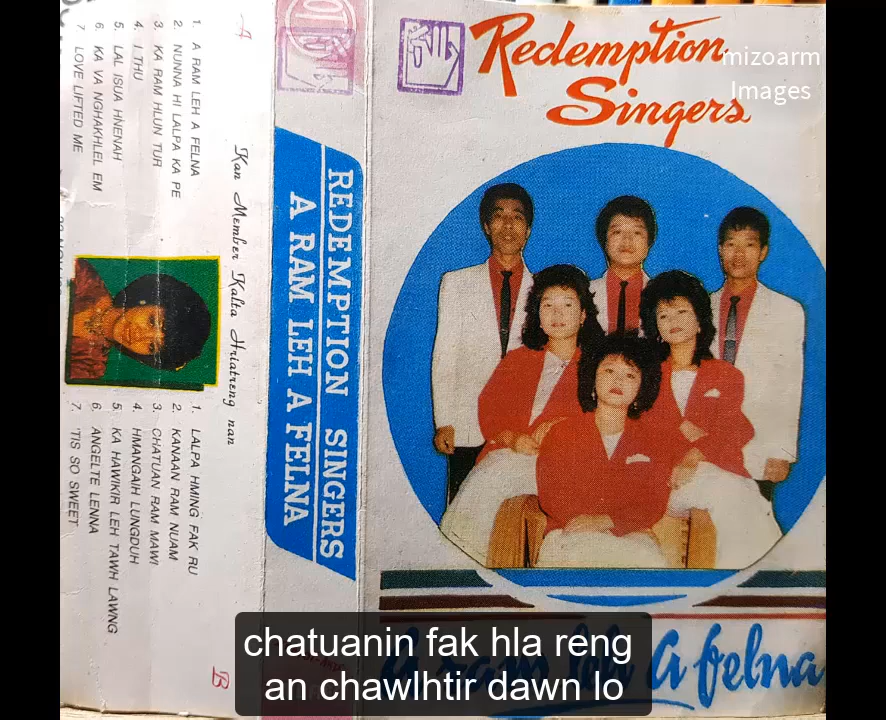 Redemption
Singers
mizoarm
Images
REDEMPTION SINGERS
A RAM LEH A FELNA
A
1. A RAM LEH A FELNA
2. NUNNA HI LALPA KA PE
3. KA RAM HLUN TUR
4. I THU
5. LAL ISUA HNENAH
6. KA VA NGHAKHLEL EM
7 LOVE LIFTED ME
Kan Member Kalta Hriatreng nan
1. LALPA HMING FAK RU
2. KANAAN RAM NUAM
3. CHATUAN RAM MAWI
4. HMANGAIH LUNGDUH
5. KA HAWIKIR LEH TAWH LAWNG
6. ANGELTE LENNA
7. 'TIS SO SWEET
B
A ram leh A felna
chatuanin fak hla reng
an chawlhtir dawn lo